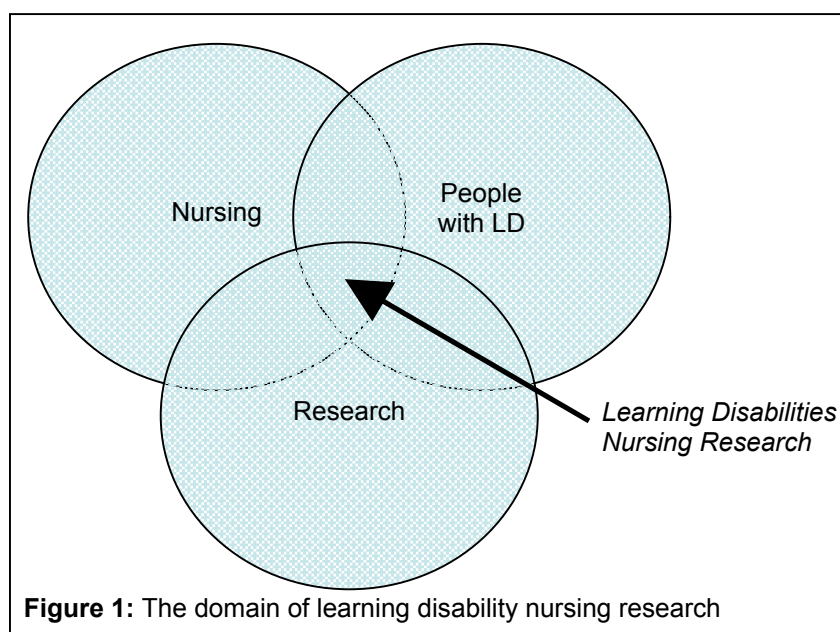 Nursing
People
with LD
Research
Learning Disabilities
Nursing Research
Figure 1: The domain of learning disability nursing research